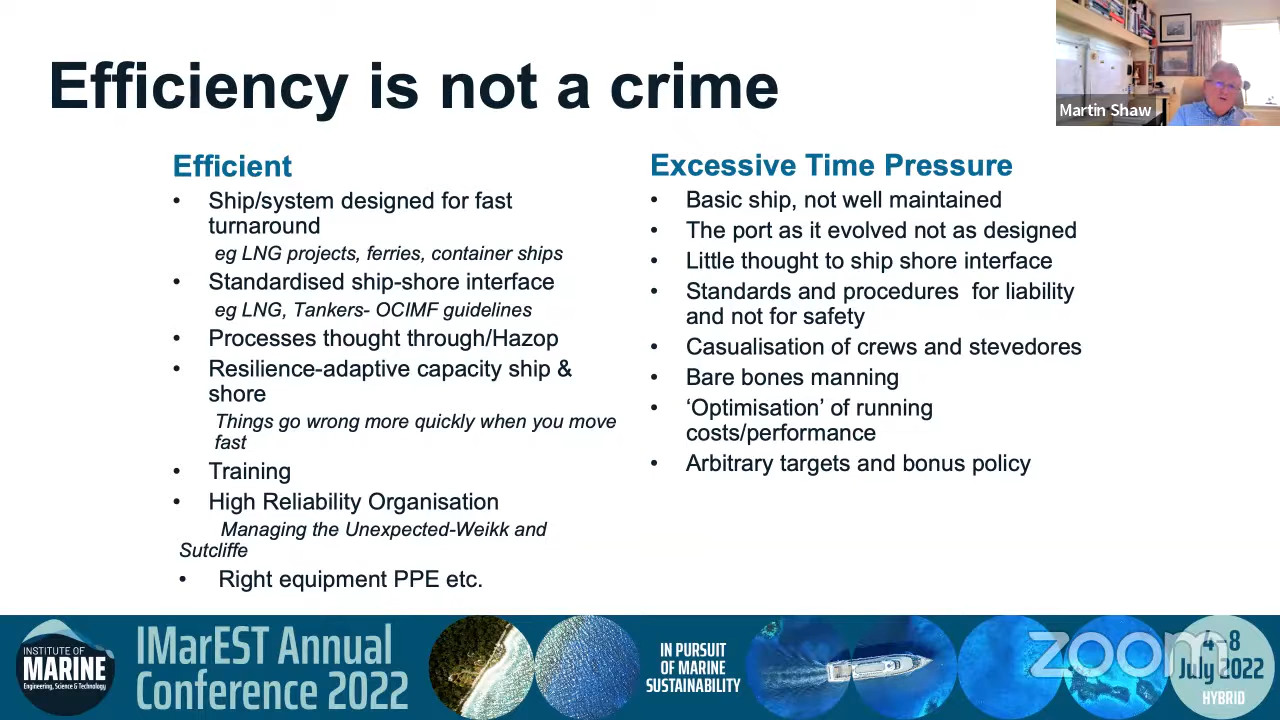 Efficiency is not a crime
Martin Shaw
Efficient
• Ship/system designed for fast
turnaround
eg LNG projects, ferries, container ships
• Standardised ship-shore interface
eg LNG, Tankers- OCIMF guidelines
• Processes thought through/Hazop
• Resilience-adaptive capacity ship &
shore
Things go wrong more quickly when you move
fast
• Training
• High Reliability Organisation
Managing the Unexpected-Weikk and
Sutcliffe
• Right equipment PPE etc.
Excessive Time Pressure
• Basic ship, not well maintained
• The port as it evolved not as designed
• Little thought to ship shore interface
• Standards and procedures for liability
and not for safety
• Casualisation of crews and stevedores
• Bare bones manning
• ‘Optimisation’ of running
costs/performance
• Arbitrary targets and bonus policy
INSTITUTE OF
MARINE
Engineering, Science & Technology
IMarEST Annual
Conference 2022
IN PURSUIT
OF MARINE
SUSTAINABILITY
zoom
4–8
July 2022
HYBRID